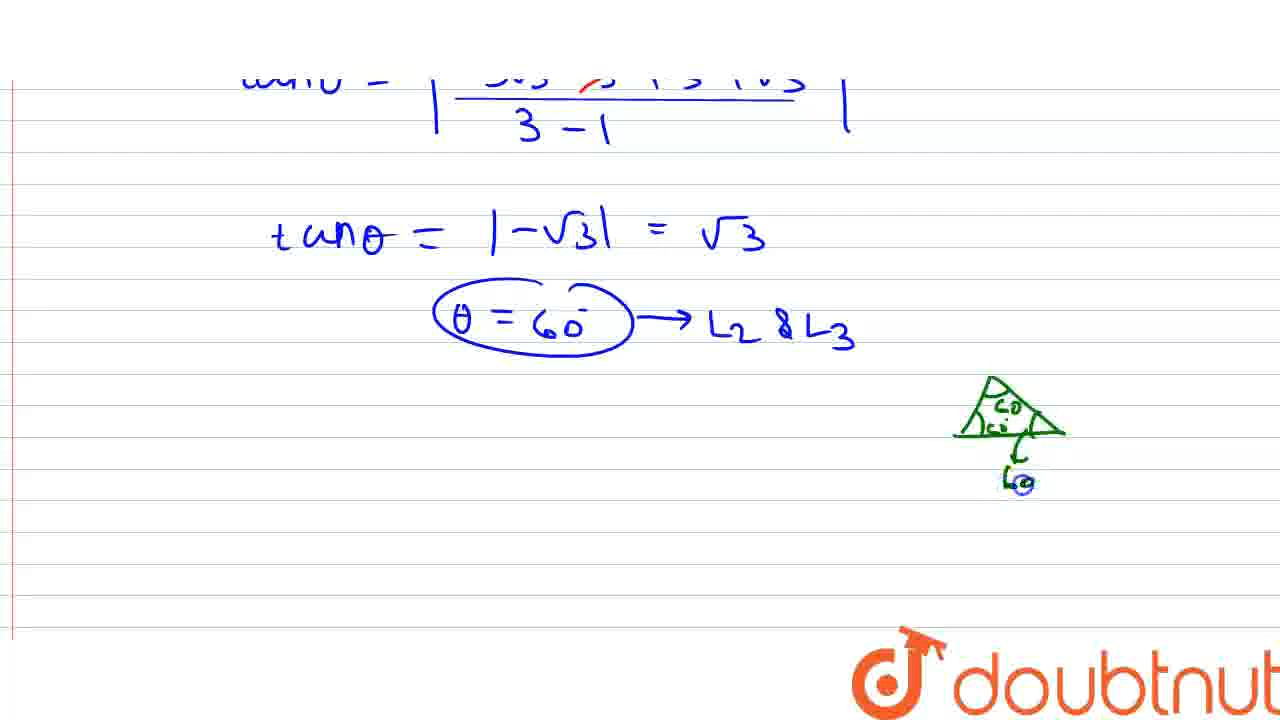 3 - 1
tanθ = |-√3| = √3
θ = 60° → L2 & L3
60
60°
60
doubtnut